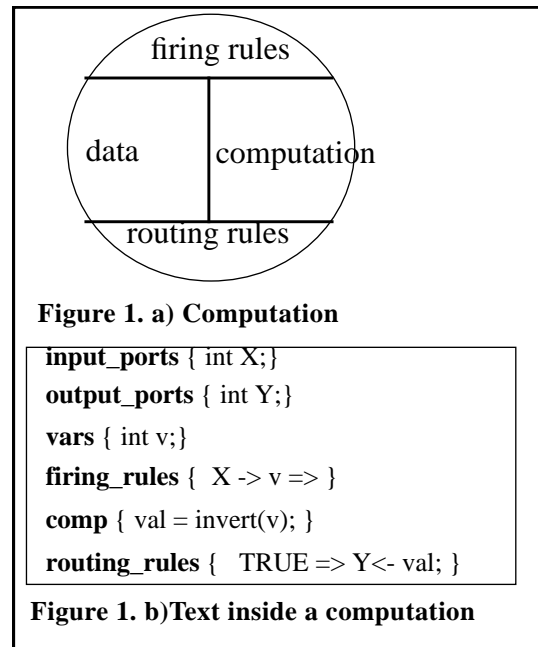 firing rules
data computation
routing rules
Figure 1. a) Computation
input_ports { int X;}
output_ports { int Y;}
vars { int v;}
firing_rules {  X -> v => }
comp { val = invert(v); }
routing_rules {   TRUE => Y<- val; }
Figure 1. b)Text inside a computation